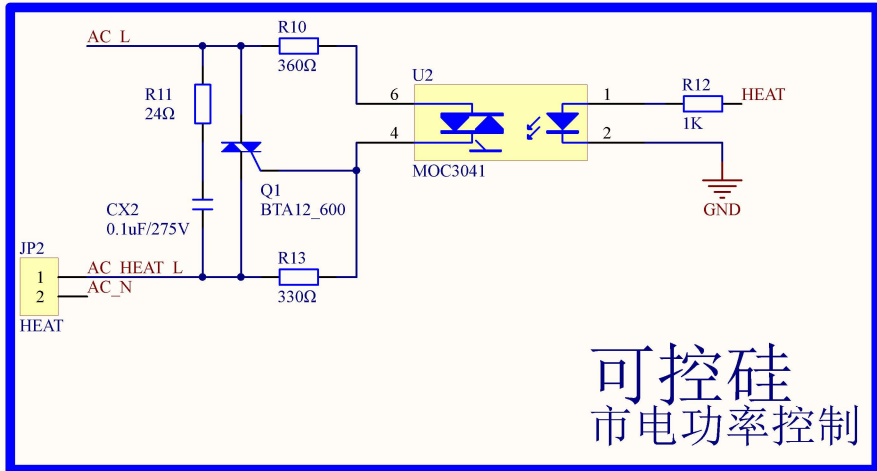 AC_L
R10
360Ω
R11
24Ω
U2
6
4
1
2
MOC3041
R12
1K
HEAT
GND
Q1
BTA12_600
CX2
0.1uF/275V
JP2
1
2
HEAT
AC_HEAT_L
AC_N
R13
330Ω
可控硅
市电功率控制